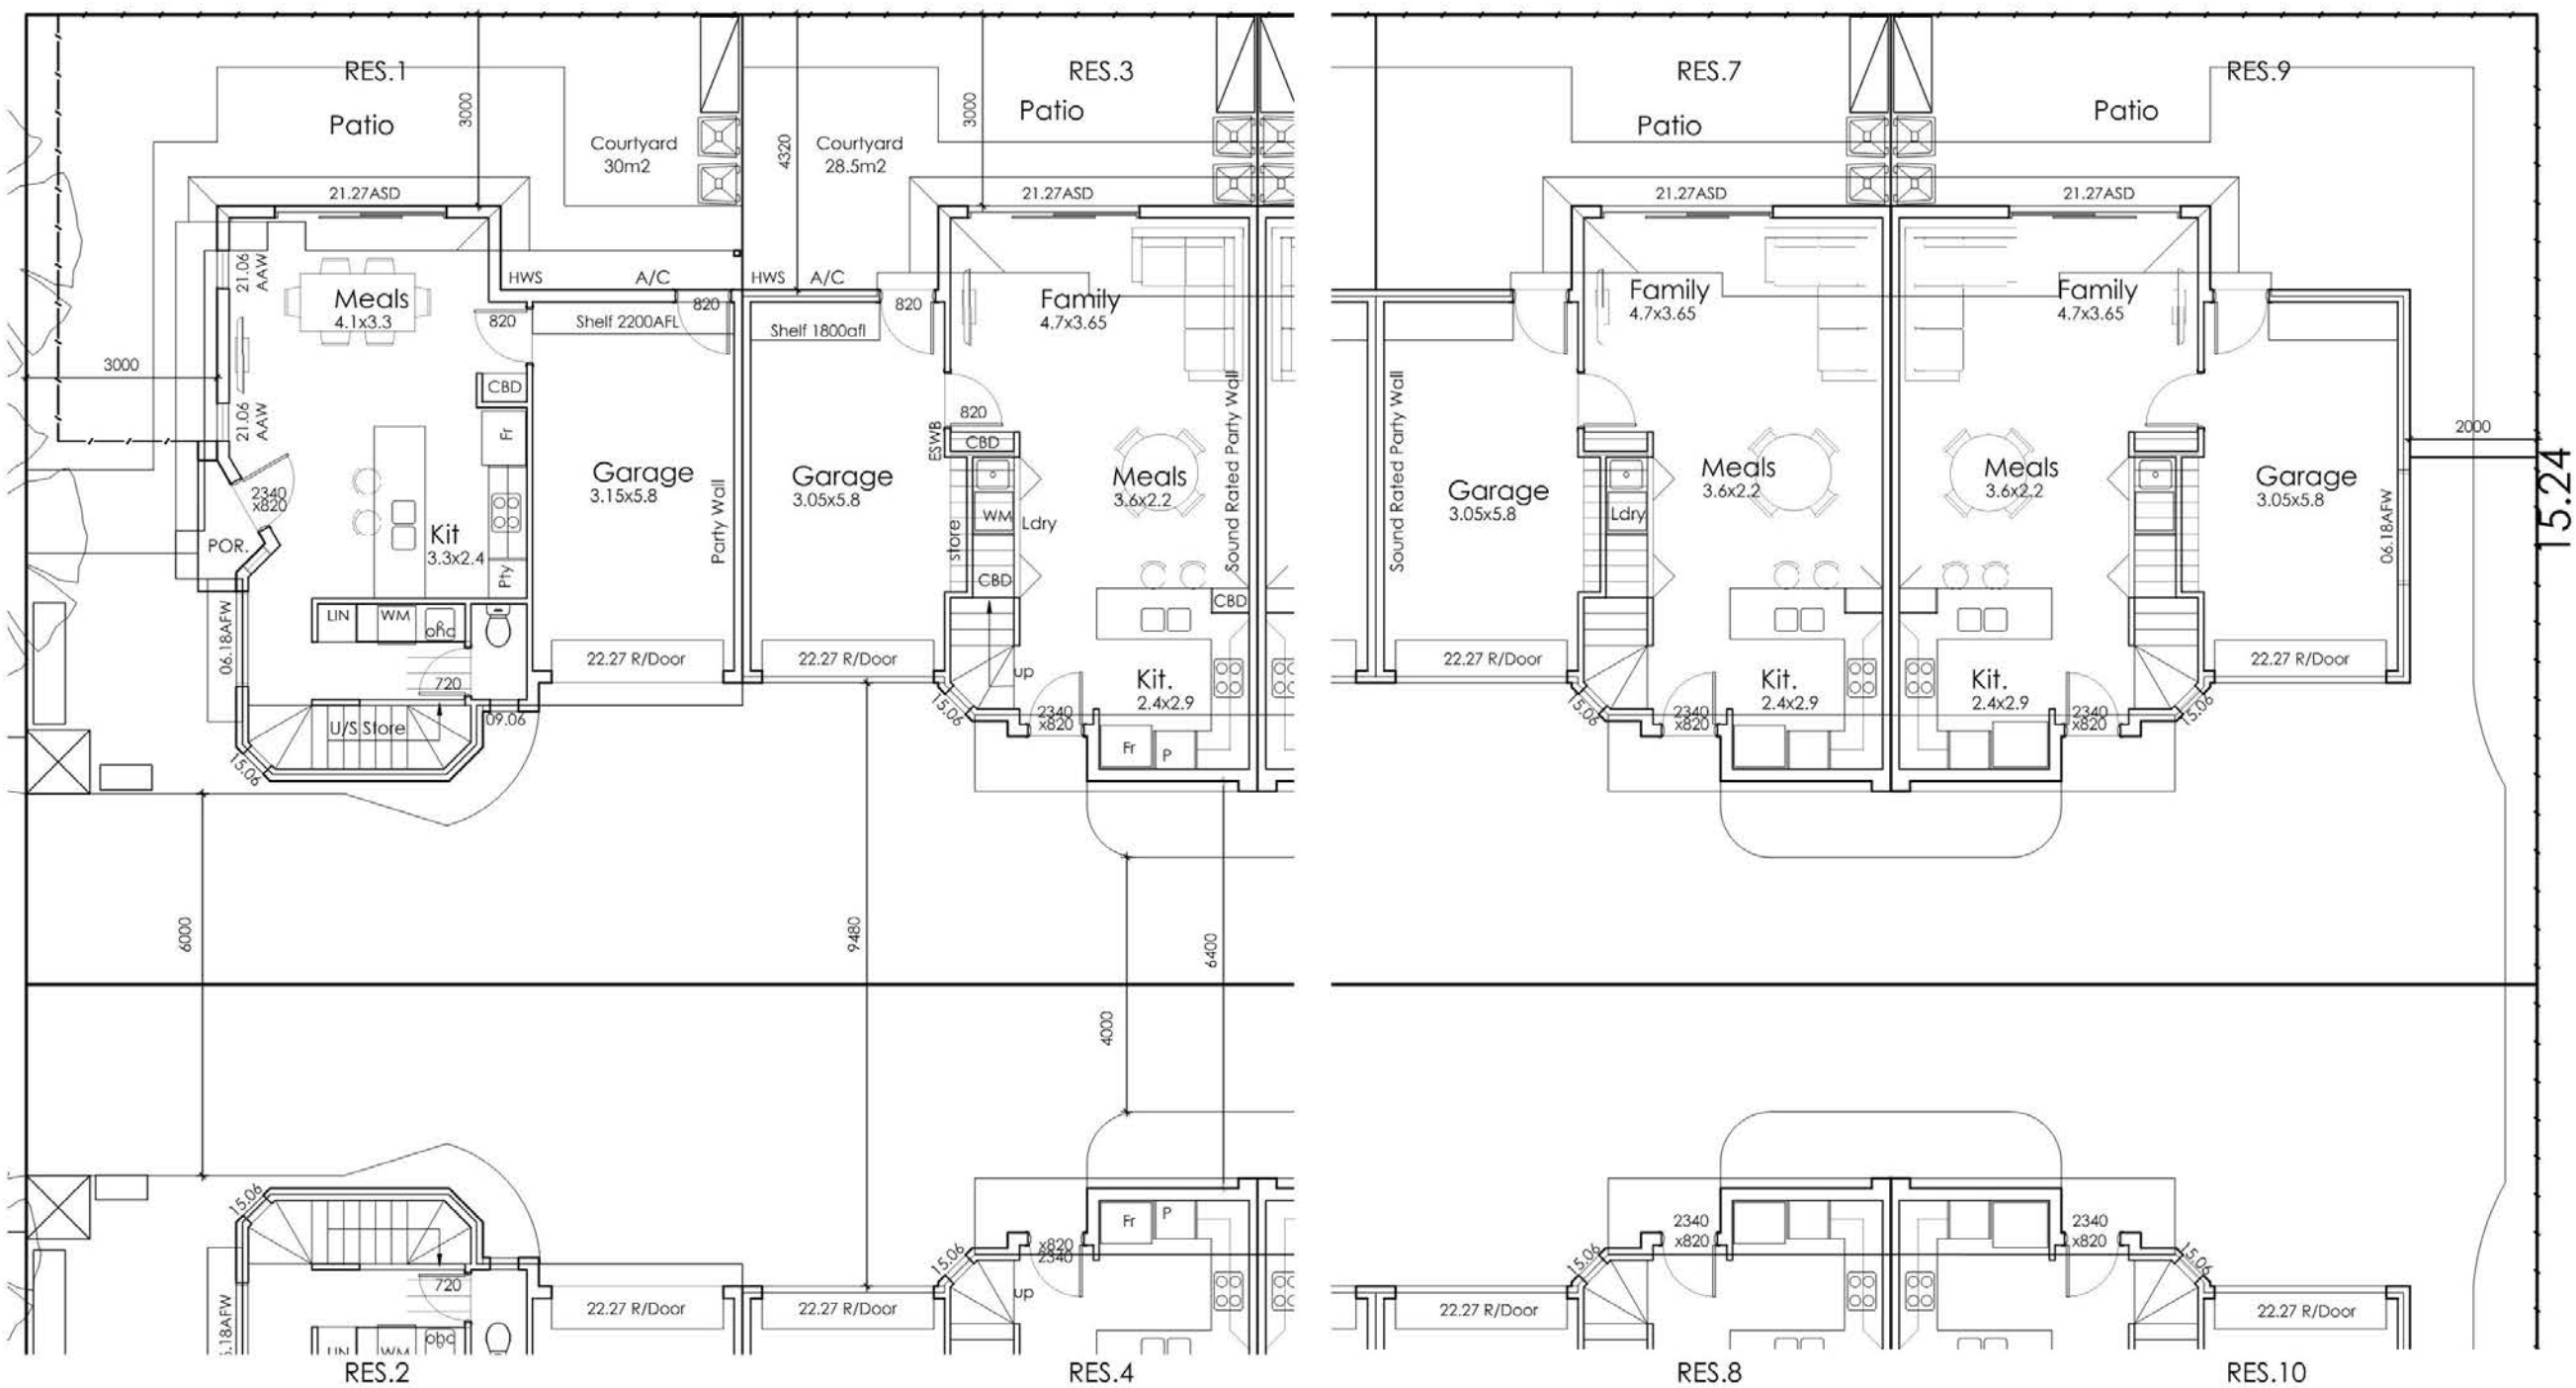 RES.1
RES.3
RES.7
RES.9
Patio
Patio
Patio
Patio
3000
4320
3000
Courtyard
30m2
Courtyard
28.5m2
21.27ASD
21.27ASD
21.27ASD
21.27ASD
21.06
AAW
HWS
A/C
HWS
A/C
Meals
4.1x3.3
820
Shelf 2200AFL
820
Shelf 1800afl
820
Family
4.7x3.65
Family
4.7x3.65
Family
4.7x3.65
3000
21.06
AAW
CBD
Fr
820
ESWB
CBD
2000
15.24
2340
x820
Garage
3.15x5.8
Party Wall
Garage
3.05x5.8
Meals
3.6x2.2
Sound Rated Party Wall
Sound Rated Party Wall
Garage
3.05x5.8
Meals
3.6x2.2
Meals
3.6x2.2
Garage
3.05x5.8
06.18AFW
Kit
3.3x2.4
POR.
Pty
store
WM
Ldry
CBD
Ldry
CBD
LIN
WM
ohc
06.18AFW
720
22.27 R/Door
22.27 R/Door
22.27 R/Door
22.27 R/Door
up
Kit.
2.4x2.9
Kit.
2.4x2.9
Kit.
2.4x2.9
U/S Store
09.06
15.06
15.06
2340
x820
15.06
2340
x820
2340
x820
15.06
Fr
P
6000
9480
6400
4000
15.06
Fr
P
15.06
x820
2340
15.06
2340
x820
2340
x820
15.06
720
22.27 R/Door
22.27 R/Door
up
22.27 R/Door
22.27 R/Door
.18AFW
LIN
WM
ohc
RES.2
RES.4
RES.8
RES.10